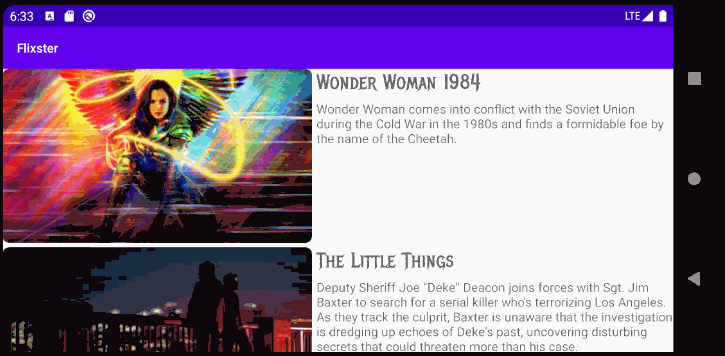 6:33
LTE
Flixster
Wonder Woman 1984
Wonder Woman comes into conflict with the Soviet Union
during the Cold War in the 1980s and finds a formidable foe by
the name of the Cheetah.
The Little Things
Deputy Sheriff Joe "Deke" Deacon joins forces with Sgt. Jim
Baxter to search for a serial killer who's terrorizing Los Angeles.
As they track the culprit, Baxter is unaware that the investigation
is dredging up echoes of Deke's past, uncovering disturbing
secrets that could threaten more than his case.